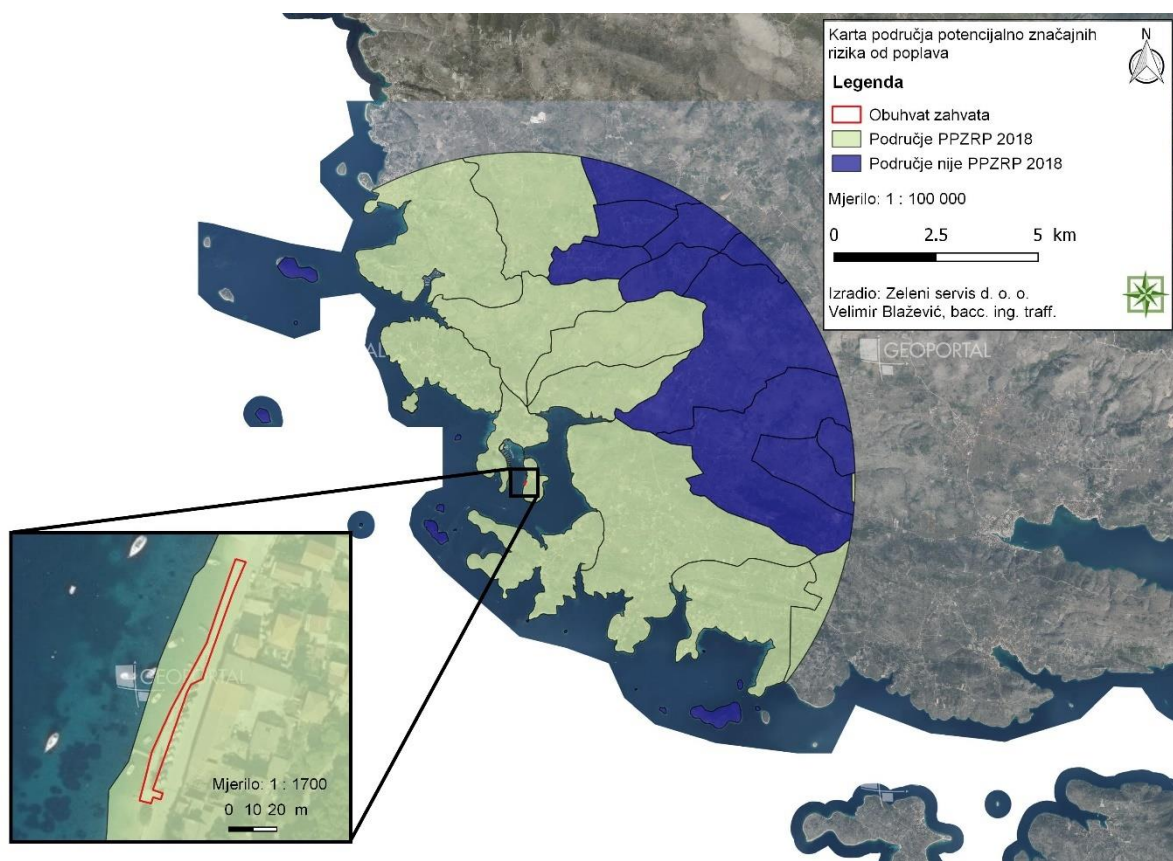 Karta područja potencijalno značajnih
rizika od poplava
N
Legenda
Obuhvat zahvata
Područje PPZRP 2018
Područje nije PPZRP 2018
Mjerilo: 1 : 100 000
0 2.5 5 km
Izradio: Zeleni servis d. o. o.
Velimir Blažević, bacc. ing. traff.
GEOPORTAL
AL
GEOPORTAL
Mjerilo: 1 : 1700
0 10 20 m